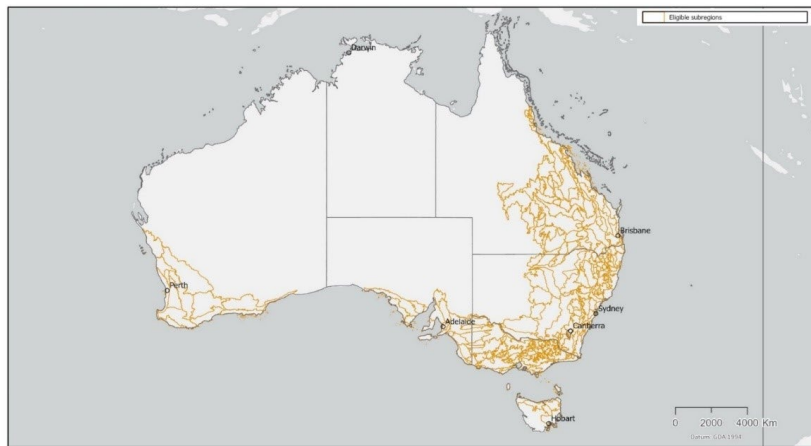 Eligible subregions
Darwin
Brisbane
Perth
Sydney
Adelaide
Canberra
Hobart
0 2000 4000 Km
Datum: GDA 1994